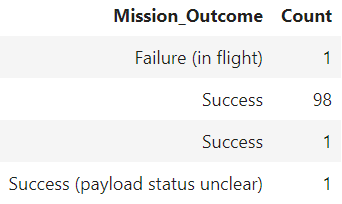 Mission_Outcome Count
Failure (in flight) 1
Success 98
Success 1
Success (payload status unclear) 1